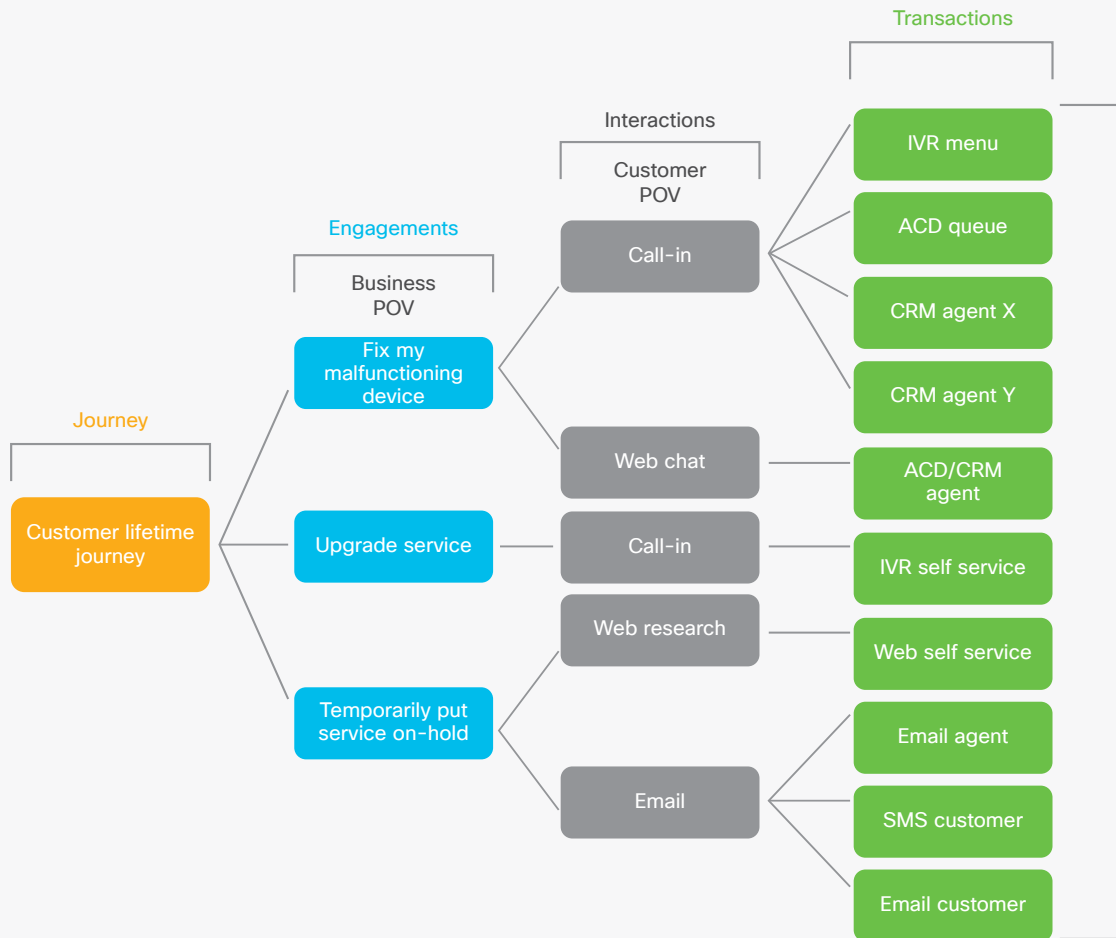 Transactions
Interactions
Customer
POV
Engagements
Business
POV
Journey
Customer lifetime
journey
Fix my
malfunctioning
device
Upgrade service
Temporarily put
service on-hold
Call-in
Web chat
Call-in
Web research
Email
IVR menu
ACD queue
CRM agent X
CRM agent Y
ACD/CRM
agent
IVR self service
Web self service
Email agent
SMS customer
Email customer